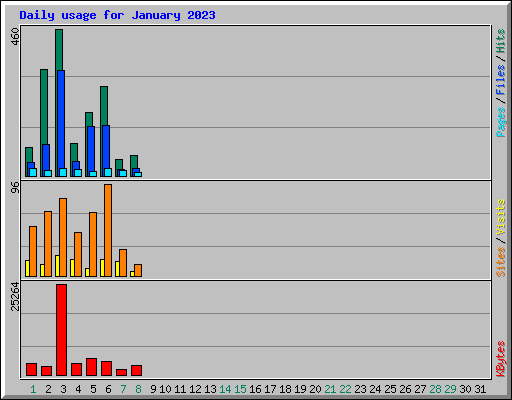 Daily usage for January 2023
460
96
25264
Pages / Files / Hits
Sites / Visits
KBytes
1 2 3 4 5 6 7 8 9 10 11 12 13 14 15 16 17 18 19 20 21 22 23 24 25 26 27 28 29 30 31